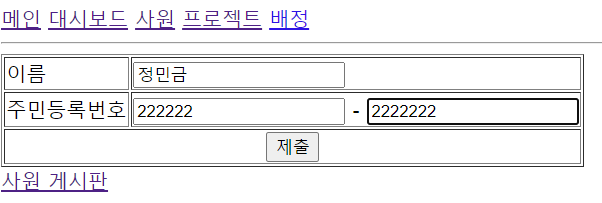 메인 대시보드 사원 프로젝트 배정
이름 정민금
주민등록번호 222222 - 2222222
제출
사원 게시판